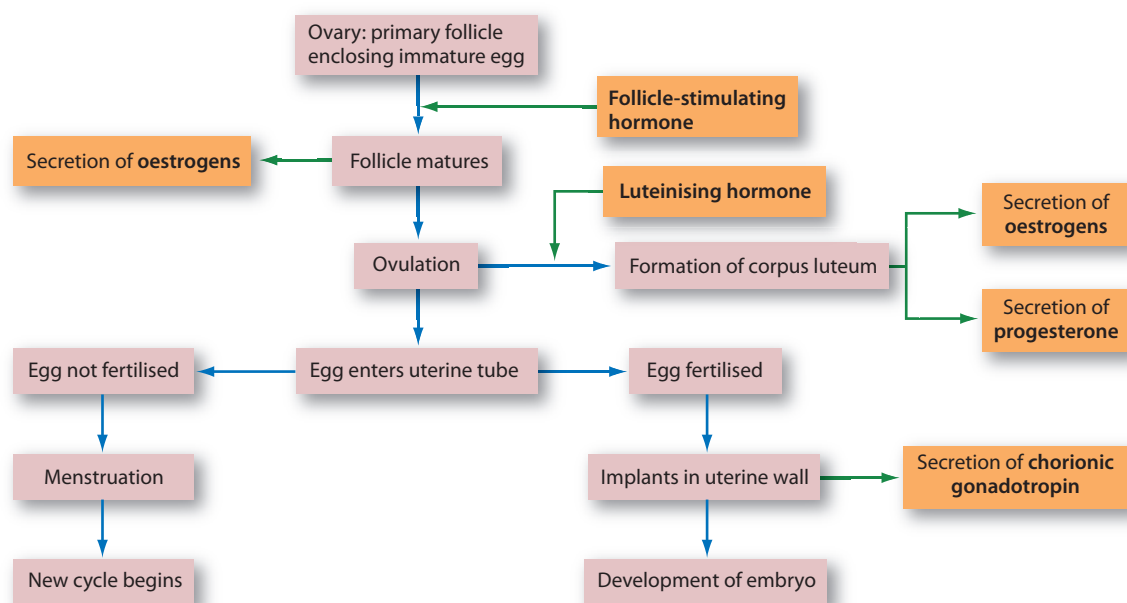 Ovary: primary follicle
enclosing immature egg
Follicle-stimulating
hormone
Secretion of oestrogens
Follicle matures
Luteinising hormone
Secretion of
oestrogens
Ovulation
Formation of corpus luteum
Secretion of
progesterone
Egg not fertilised
Egg enters uterine tube
Egg fertilised
Menstruation
Implants in uterine wall
Secretion of chorionic
gonadotropin
New cycle begins
Development of embryo